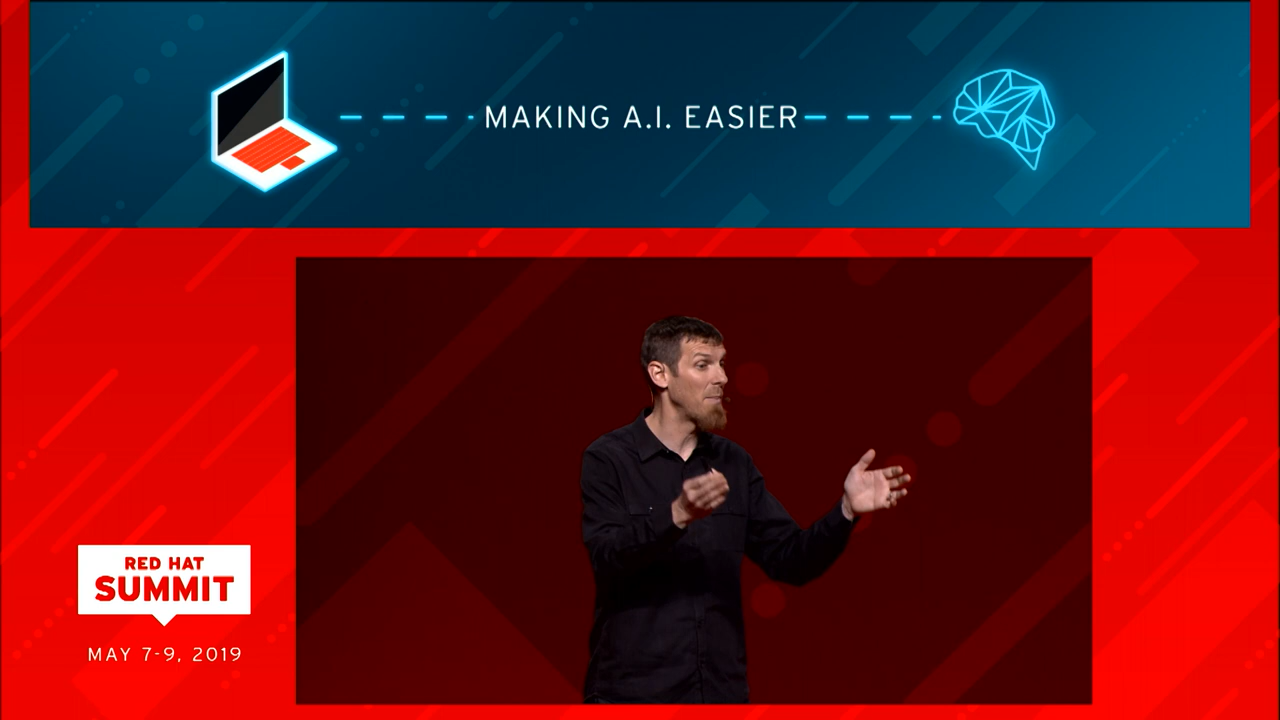 MAKING A.I. EASIER
RED HAT
SUMMIT
MAY 7-9, 2019